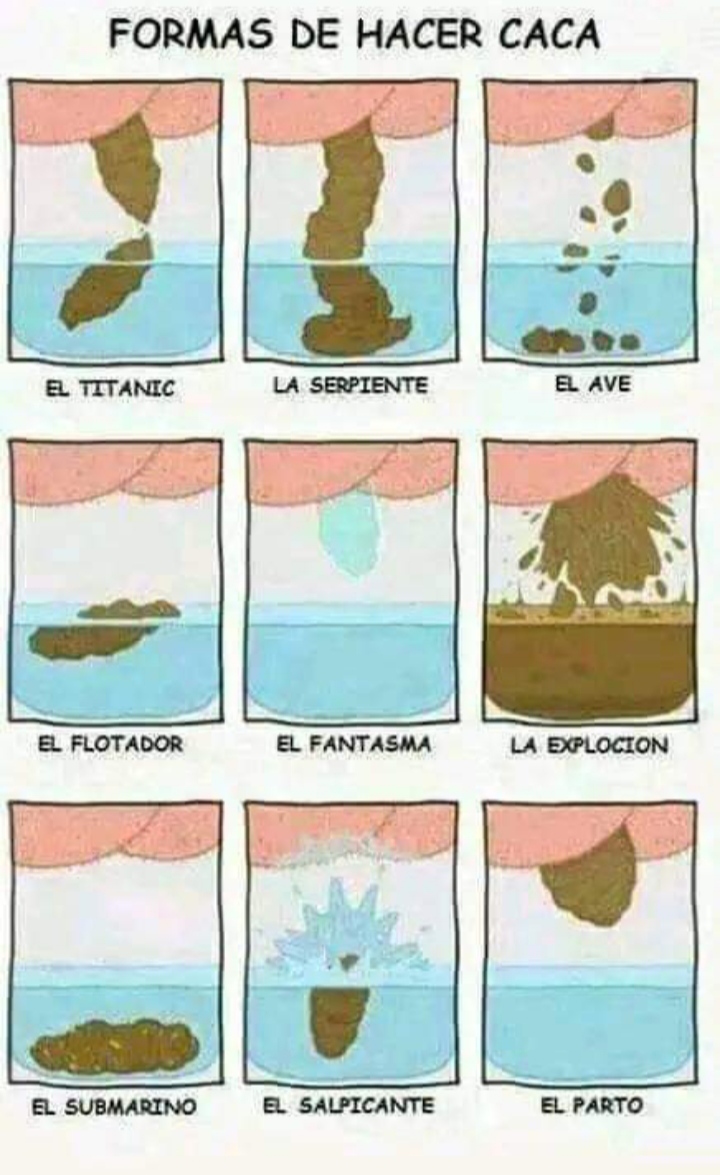 FORMAS DE HACER CACA
EL TITANIC
LA SERPIENTE
EL AVE
EL FLOTADOR
EL FANTASMA
LA EXPLOCION
EL SUBMARINO
EL SALPICANTE
EL PARTO